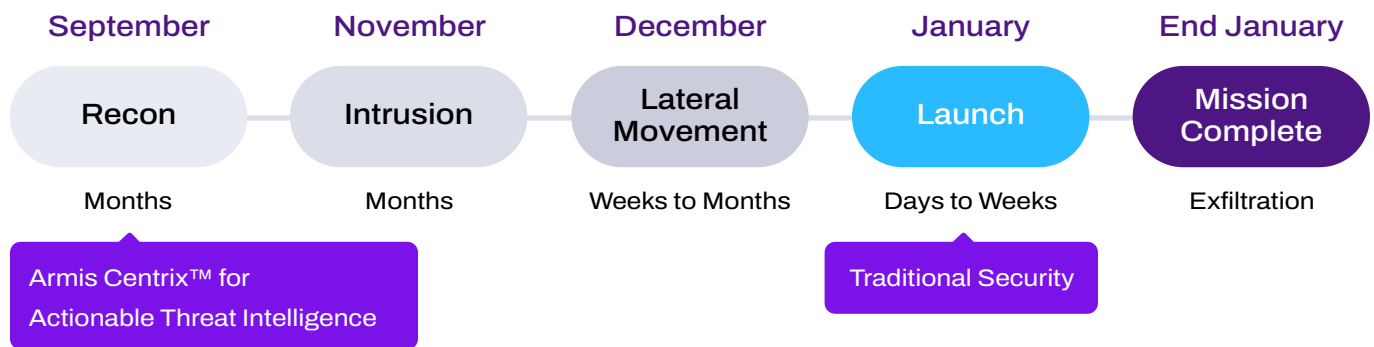 September
November
December
January
End January
Recon
Intrusion
Lateral
Movement
Launch
Mission
Complete
Months
Months
Weeks to Months
Days to Weeks
Exfiltration
Armis Centrix™ for
Actionable Threat Intelligence
Traditional Security